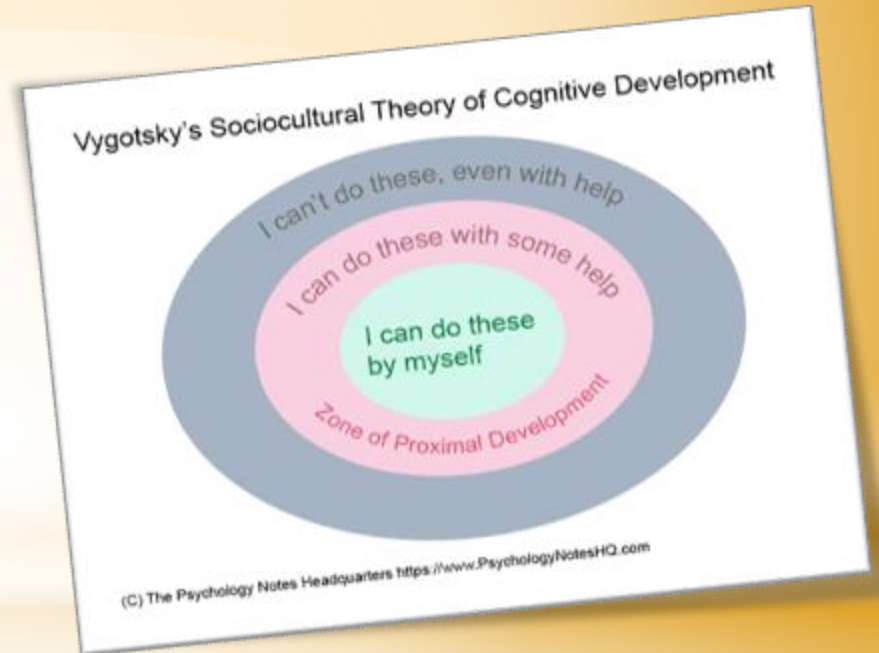 Vygotsky's Sociocultural Theory of Cognitive Development
I can't do these, even with help
I can do these with some help
I can do these
by myself
Zone of Proximal Development
(C) The Psychology Notes Headquarters https://www.PsychologyNotesHQ.com